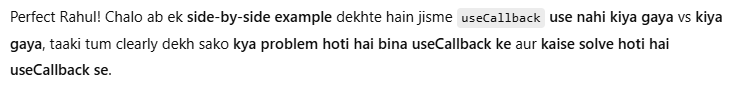 Perfect Rahul! Chalo ab ek side-by-side example dekhte hain jisme useCallback use nahi kiya gaya vs kiya
gaya, taaki tum clearly dekh sako kya problem hoti hai bina useCallback ke aur kaise solve hoti hai
useCallback se.